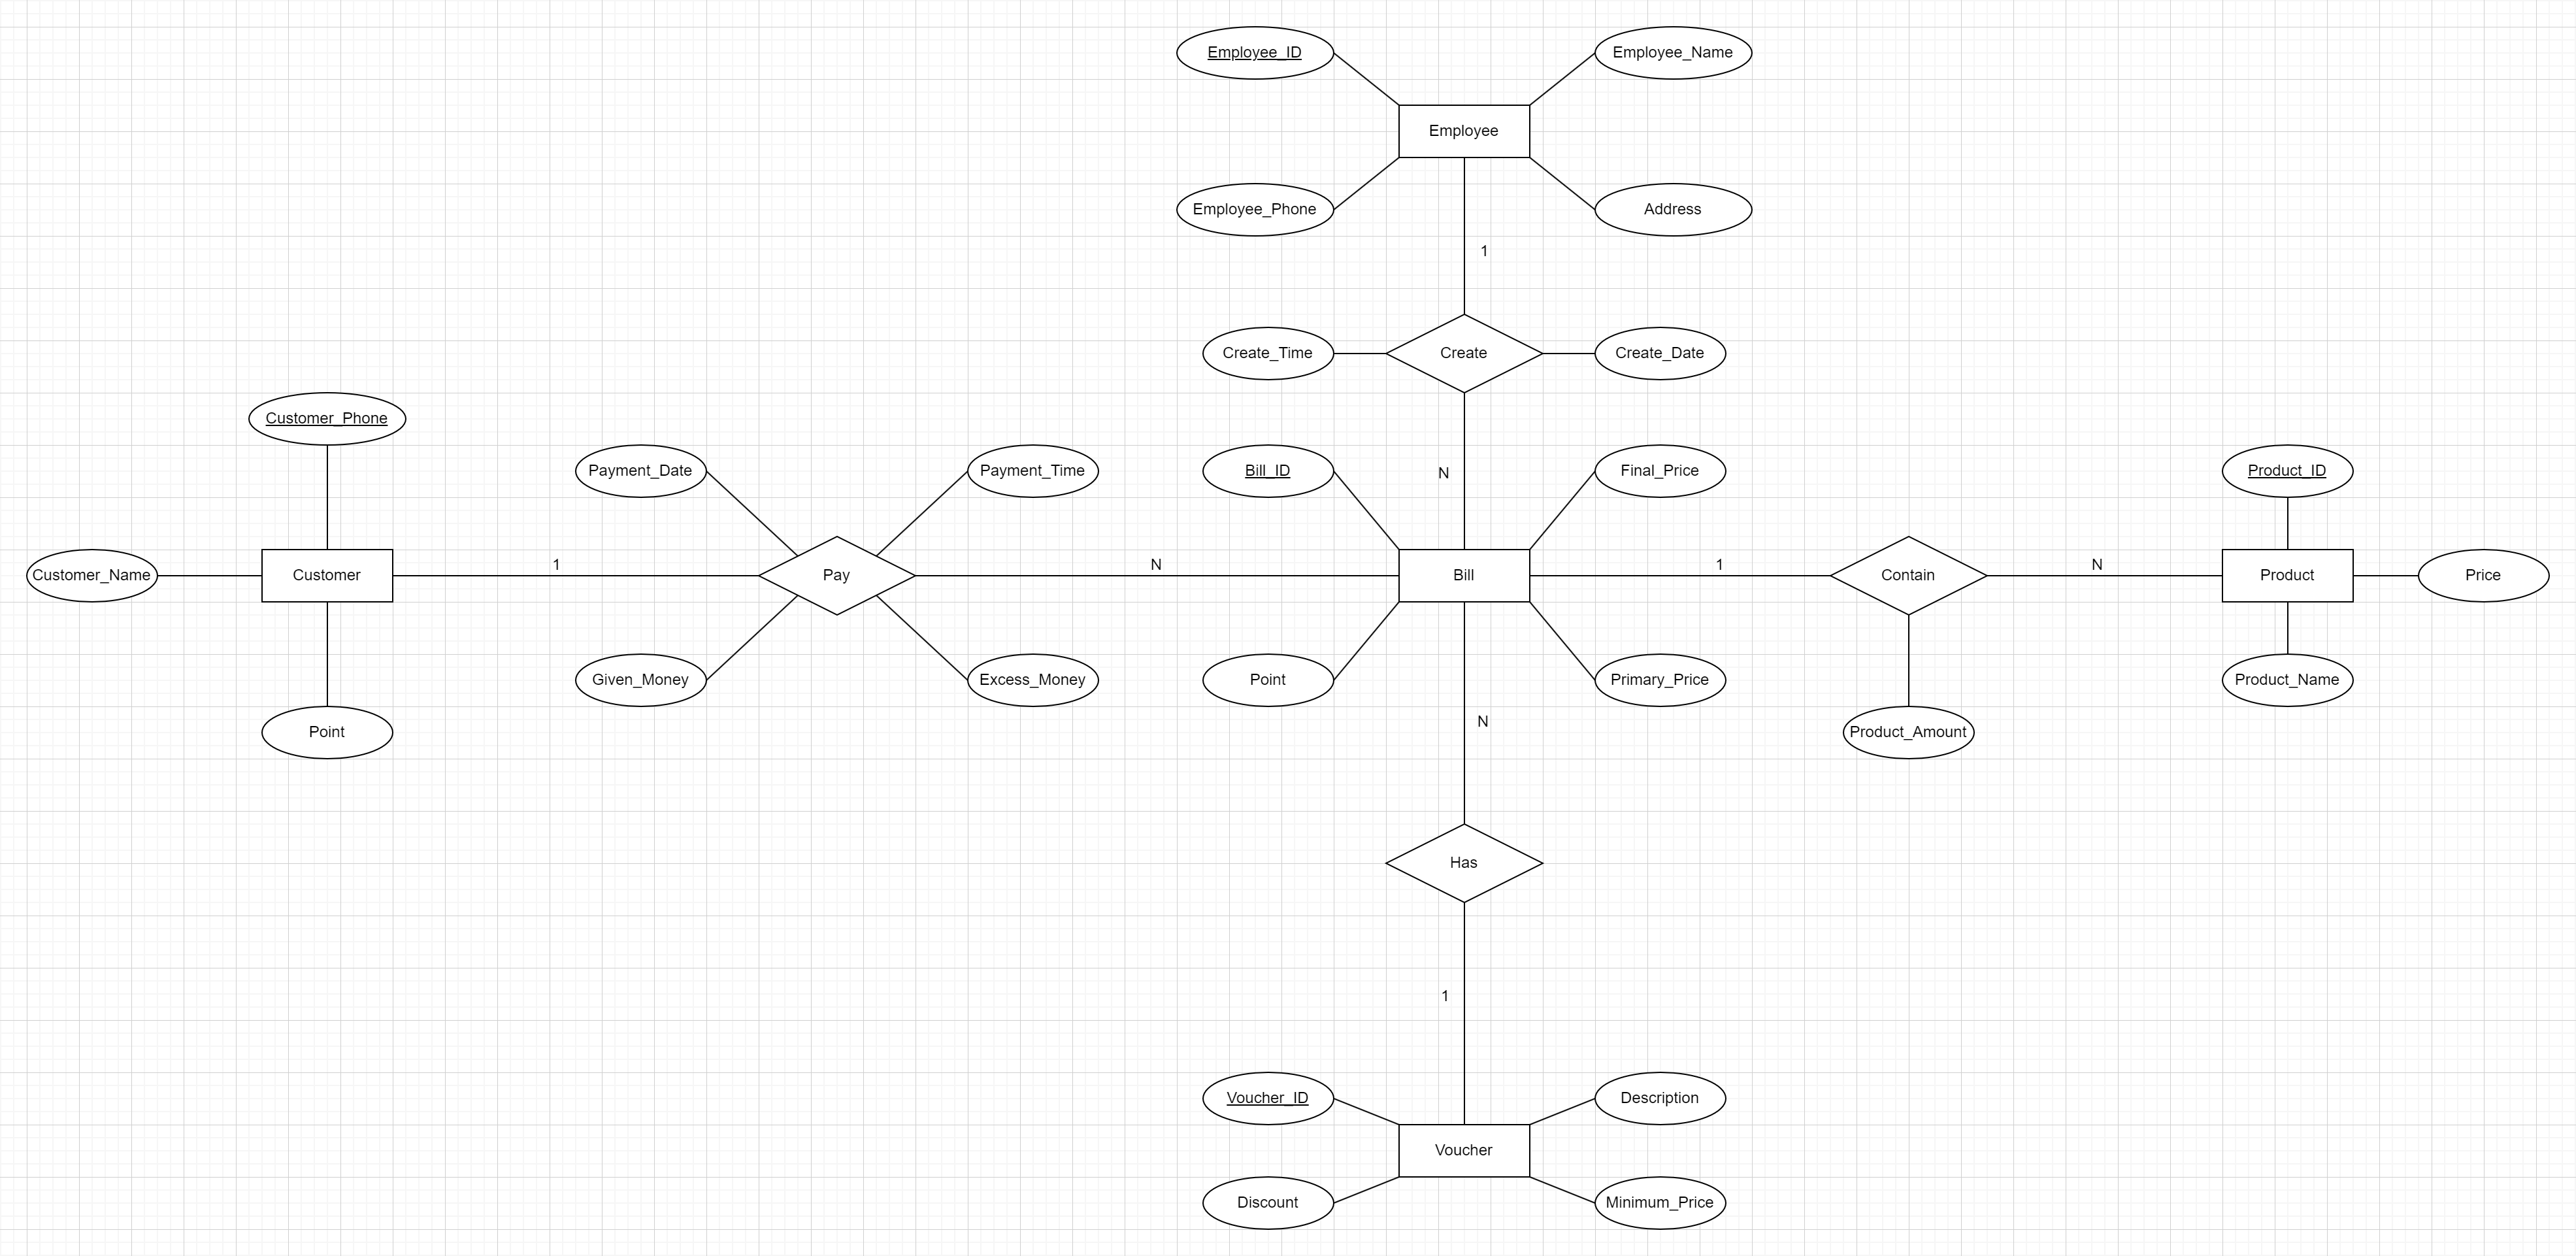 Employee_ID
Employee_Name
Employee
Employee_Phone
Address
1
Create_Time
Create
Create_Date
Customer_Phone
N
Payment_Date
Payment_Time
Bill_ID
Final_Price
Product_ID
Customer_Name
Customer
1
Pay
N
Bill
1
Contain
N
Product
Price
Given_Money
Excess_Money
Point
Primary_Price
Product_Name
Point
N
Product_Amount
Has
1
Voucher_ID
Description
Voucher
Discount
Minimum_Price